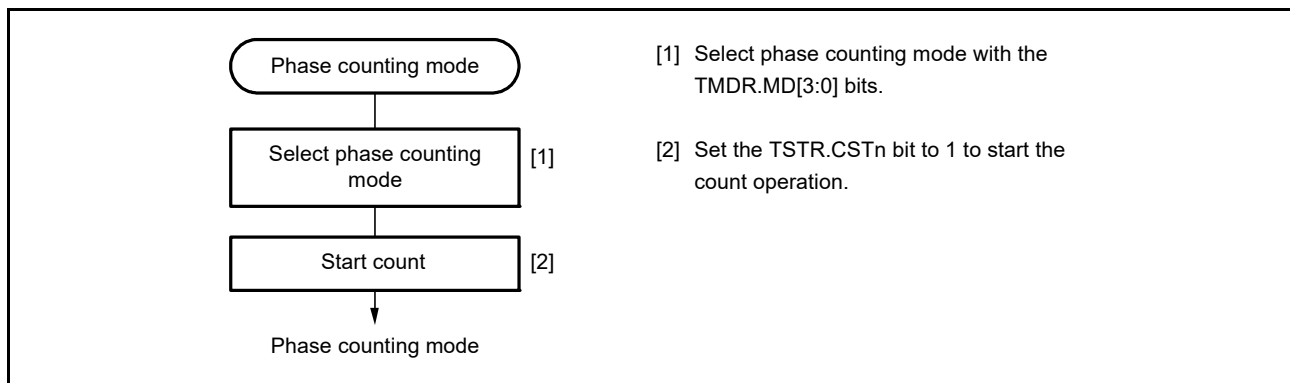 Phase counting mode
Select phase counting
mode
[1]
Start count
[2]
Phase counting mode
[1] Select phase counting mode with the
TMDR.MD[3:0] bits.
[2] Set the TSTR.CSTn bit to 1 to start the
count operation.